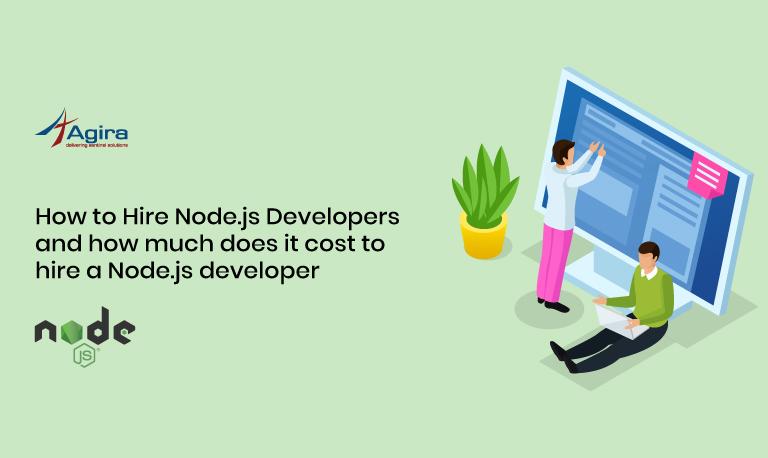 Agira
delivering sentinel solutions
How to Hire Node.js Developers
and how much does it cost to
hire a Node.js developer
node
JS